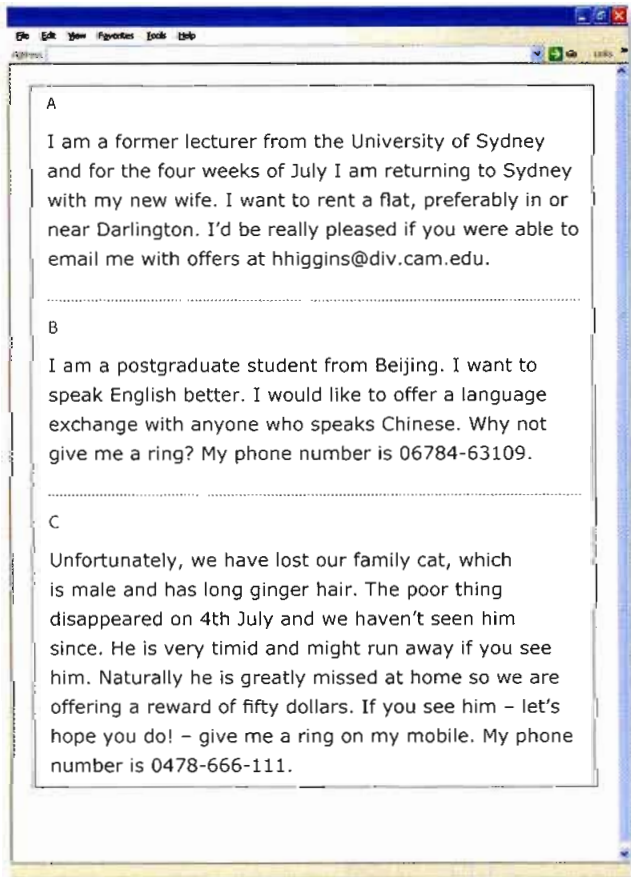 File Edit View Favorites Tools Help
Address Links
A
I am a former lecturer from the University of Sydney
and for the four weeks of July I am returning to Sydney
with my new wife. I want to rent a flat, preferably in or
near Darlington. I'd be really pleased if you were able to
email me with offers at hhiggins@div.cam.edu.
B
I am a postgraduate student from Beijing. I want to
speak English better. I would like to offer a language
exchange with anyone who speaks Chinese. Why not
give me a ring? My phone number is 06784-63109.
C
Unfortunately, we have lost our family cat, which
is male and has long ginger hair. The poor thing
disappeared on 4th July and we haven't seen him
since. He is very timid and might run away if you see
him. Naturally he is greatly missed at home so we are
offering a reward of fifty dollars. If you see him – let's
hope you do! – give me a ring on my mobile. My phone
number is 0478-666-111.